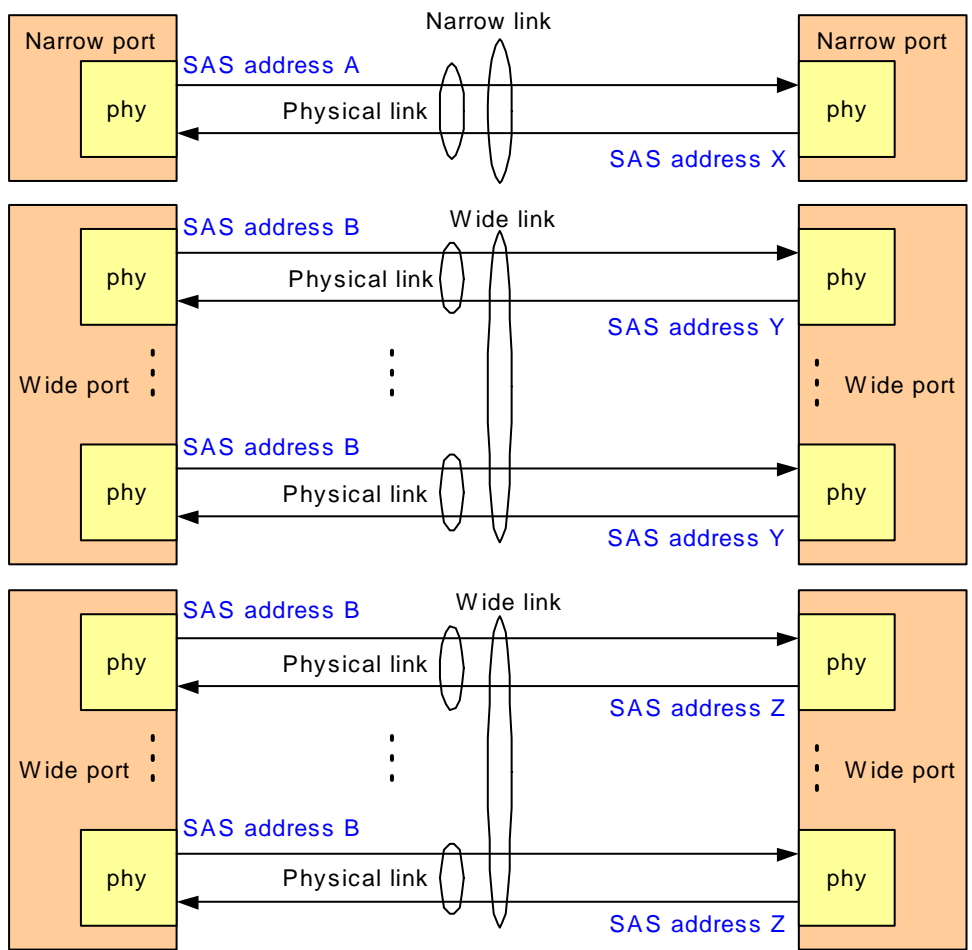 Narrow link
Narrow port
Narrow port
SAS address A
phy
Physical link
phy
SAS address X
SAS address B
Wide link
phy
Physical link
phy
SAS address Y
Wide port
Wide port
SAS address B
phy
Physical link
phy
SAS address Y
SAS address B
Wide link
phy
Physical link
phy
SAS address Z
Wide port
Wide port
SAS address B
phy
Physical link
phy
SAS address Z